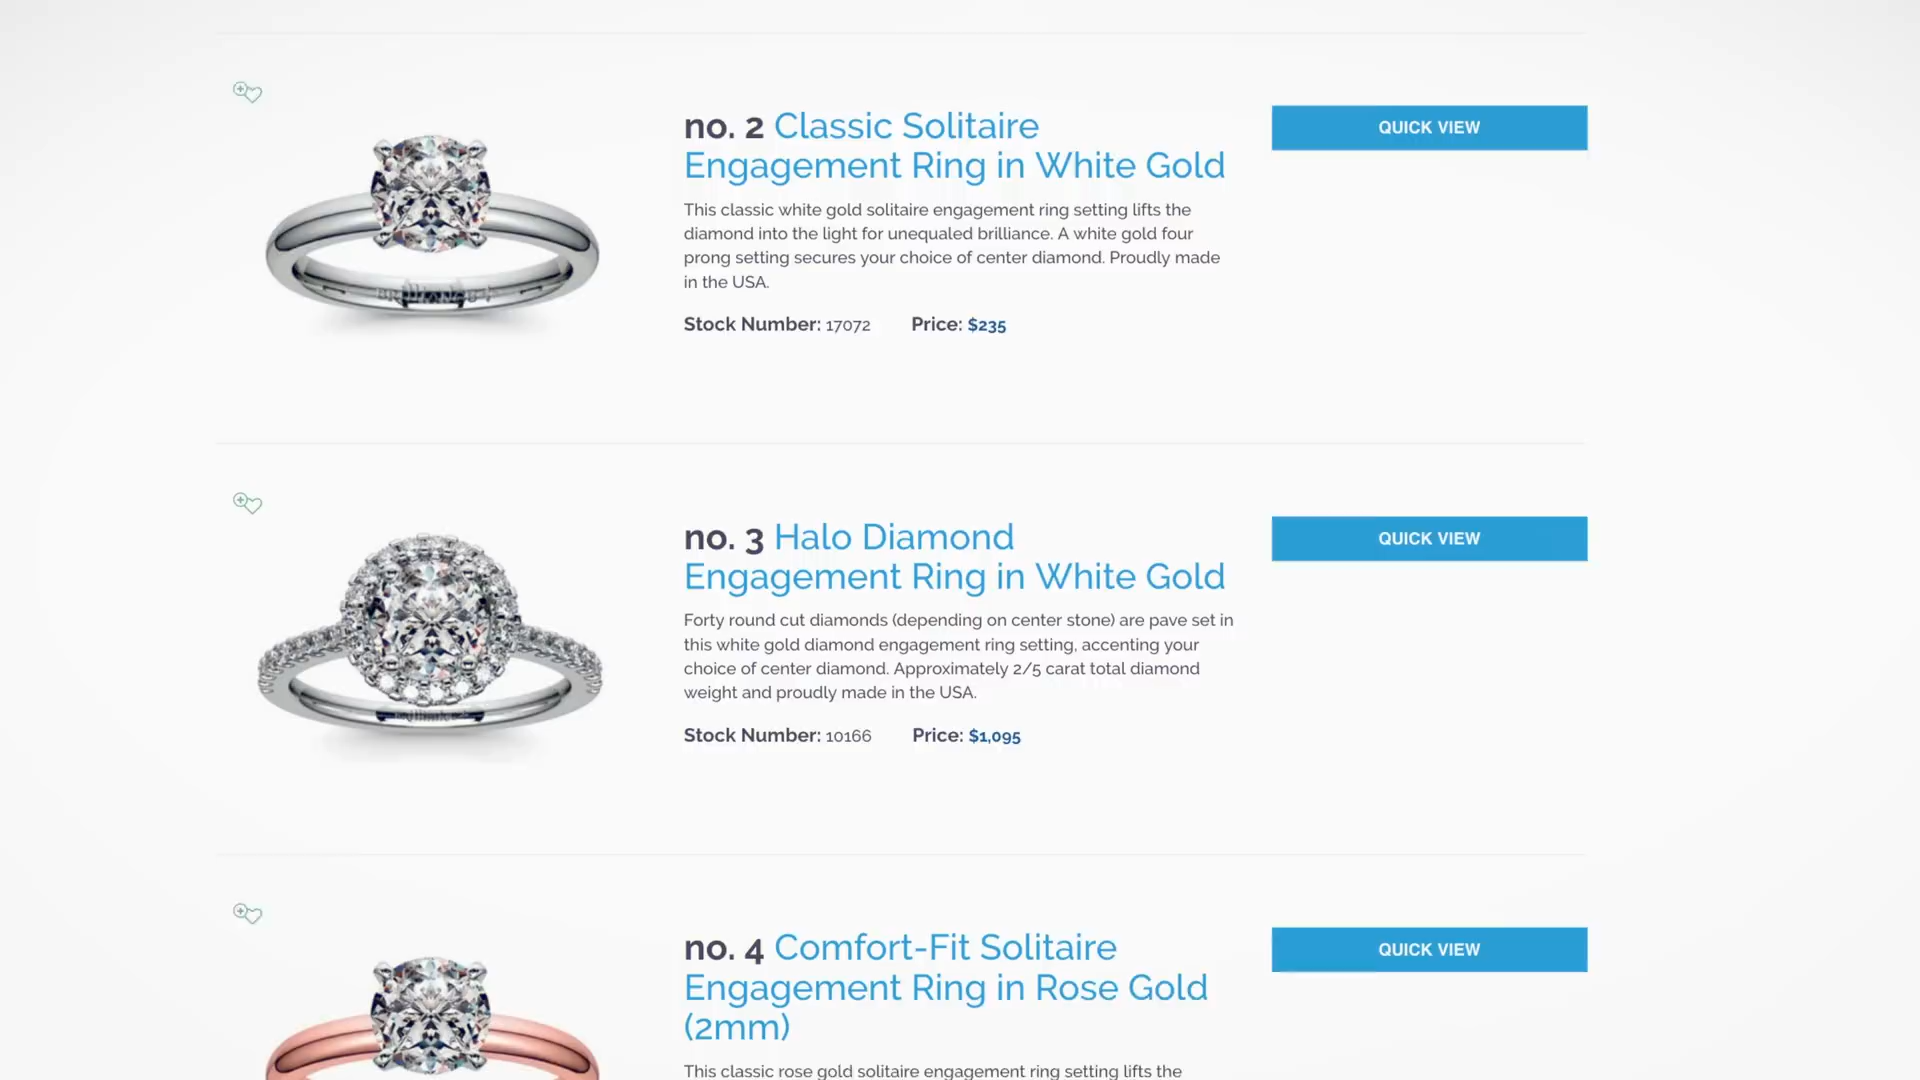 no. 2 Classic Solitaire
Engagement Ring in White Gold
QUICK VIEW
This classic white gold solitaire engagement ring setting lifts the
diamond into the light for unequaled brilliance. A white gold four
prong setting secures your choice of center diamond. Proudly made
in the USA.
Stock Number: 17072 Price: $235
no. 3 Halo Diamond
Engagement Ring in White Gold
QUICK VIEW
Forty round cut diamonds (depending on center stone) are pave set in
this white gold diamond engagement ring setting, accenting your
choice of center diamond. Approximately 2/5 carat total diamond
weight and proudly made in the USA.
Stock Number: 10166 Price: $1,095
no. 4 Comfort-Fit Solitaire
Engagement Ring in Rose Gold
(2mm)
QUICK VIEW
This classic rose gold solitaire engagement ring setting lifts the